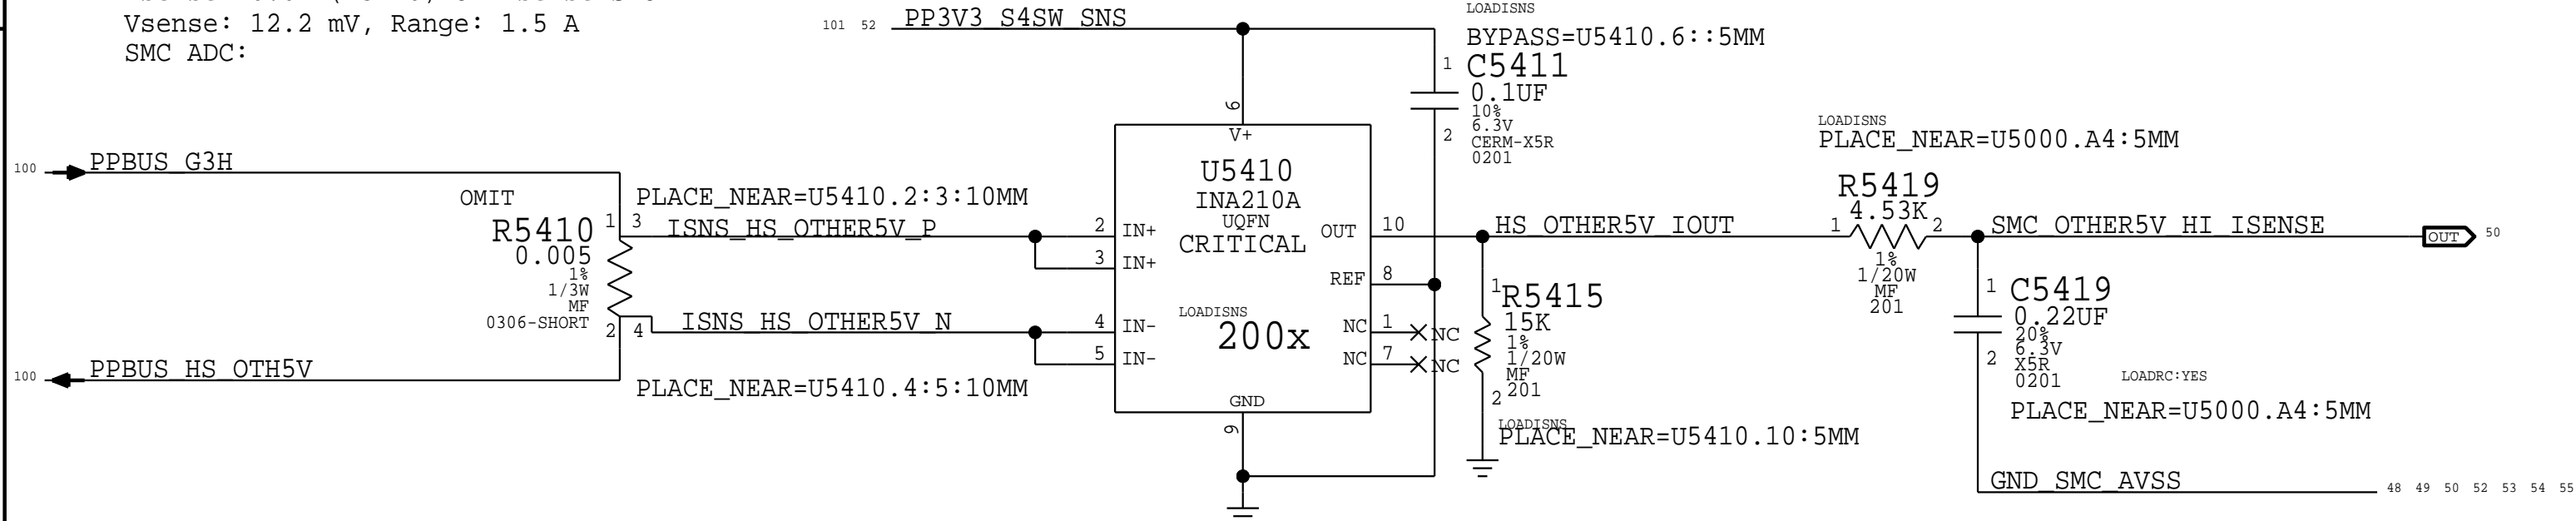 Vsense: 12.2 mV, Range: 1.5 A
SMC ADC:
101 52 PP3V3_S4SW_SNS
LOADISNS
BYPASS=U5410.6::5MM
1
C5411
0.1UF
10%
6.3V
CERM-X5R
0201
2
6
V+
U5410
INA210A
UQFN
CRITICAL
LOADISNS
200x
GND
9
100 PPBUS_G3H
OMIT
R5410
0.005
1%
1/3W
MF
0306-SHORT
1 3
2 4
PLACE_NEAR=U5410.2:3:10MM
ISNS_HS_OTHER5V_P
2 IN+
3 IN+
ISNS_HS_OTHER5V_N
4 IN-
5 IN-
PLACE_NEAR=U5410.4:5:10MM
100 PPBUS_HS_OTH5V
OUT 10
REF 8
NC 1 NC
NC 7 NC
HS_OTHER5V_IOUT
1
R5415
15K
1%
1/20W
MF
201
2
LOADISNS
PLACE_NEAR=U5410.10:5MM
LOADISNS
PLACE_NEAR=U5000.A4:5MM
R5419
1 4.53K 2
1%
1/20W
MF
201
SMC_OTHER5V_HI_ISENSE
OUT 50
1
C5419
0.22UF
20%
6.3V
X5R
0201
2
LOADRC:YES
PLACE_NEAR=U5000.A4:5MM
GND_SMC_AVSS
48 49 50 52 53 54 55